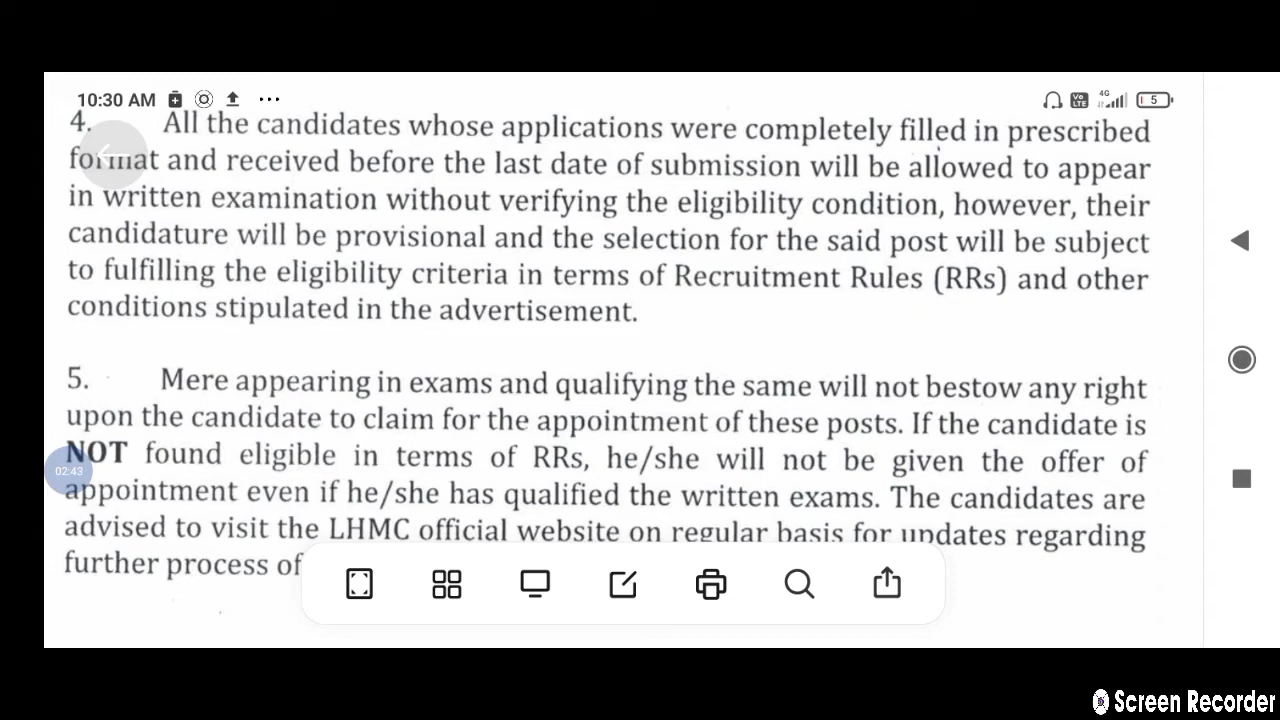 10:30 AM
4G
Vo LTE
5
4. All the candidates whose applications were completely filled in prescribed
format and received before the last date of submission will be allowed to appear
in written examination without verifying the eligibility condition, however, their
candidature will be provisional and the selection for the said post will be subject
to fulfilling the eligibility criteria in terms of Recruitment Rules (RRs) and other
conditions stipulated in the advertisement.
5. Mere appearing in exams and qualifying the same will not bestow any right
upon the candidate to claim for the appointment of these posts. If the candidate is
NOT found eligible in terms of RRs, he/she will not be given the offer of
02:43
appointment even if he/she has qualified the written exams. The candidates are
advised to visit the LHMC official website on regular basis for updates regarding
further process of
Screen Recorder